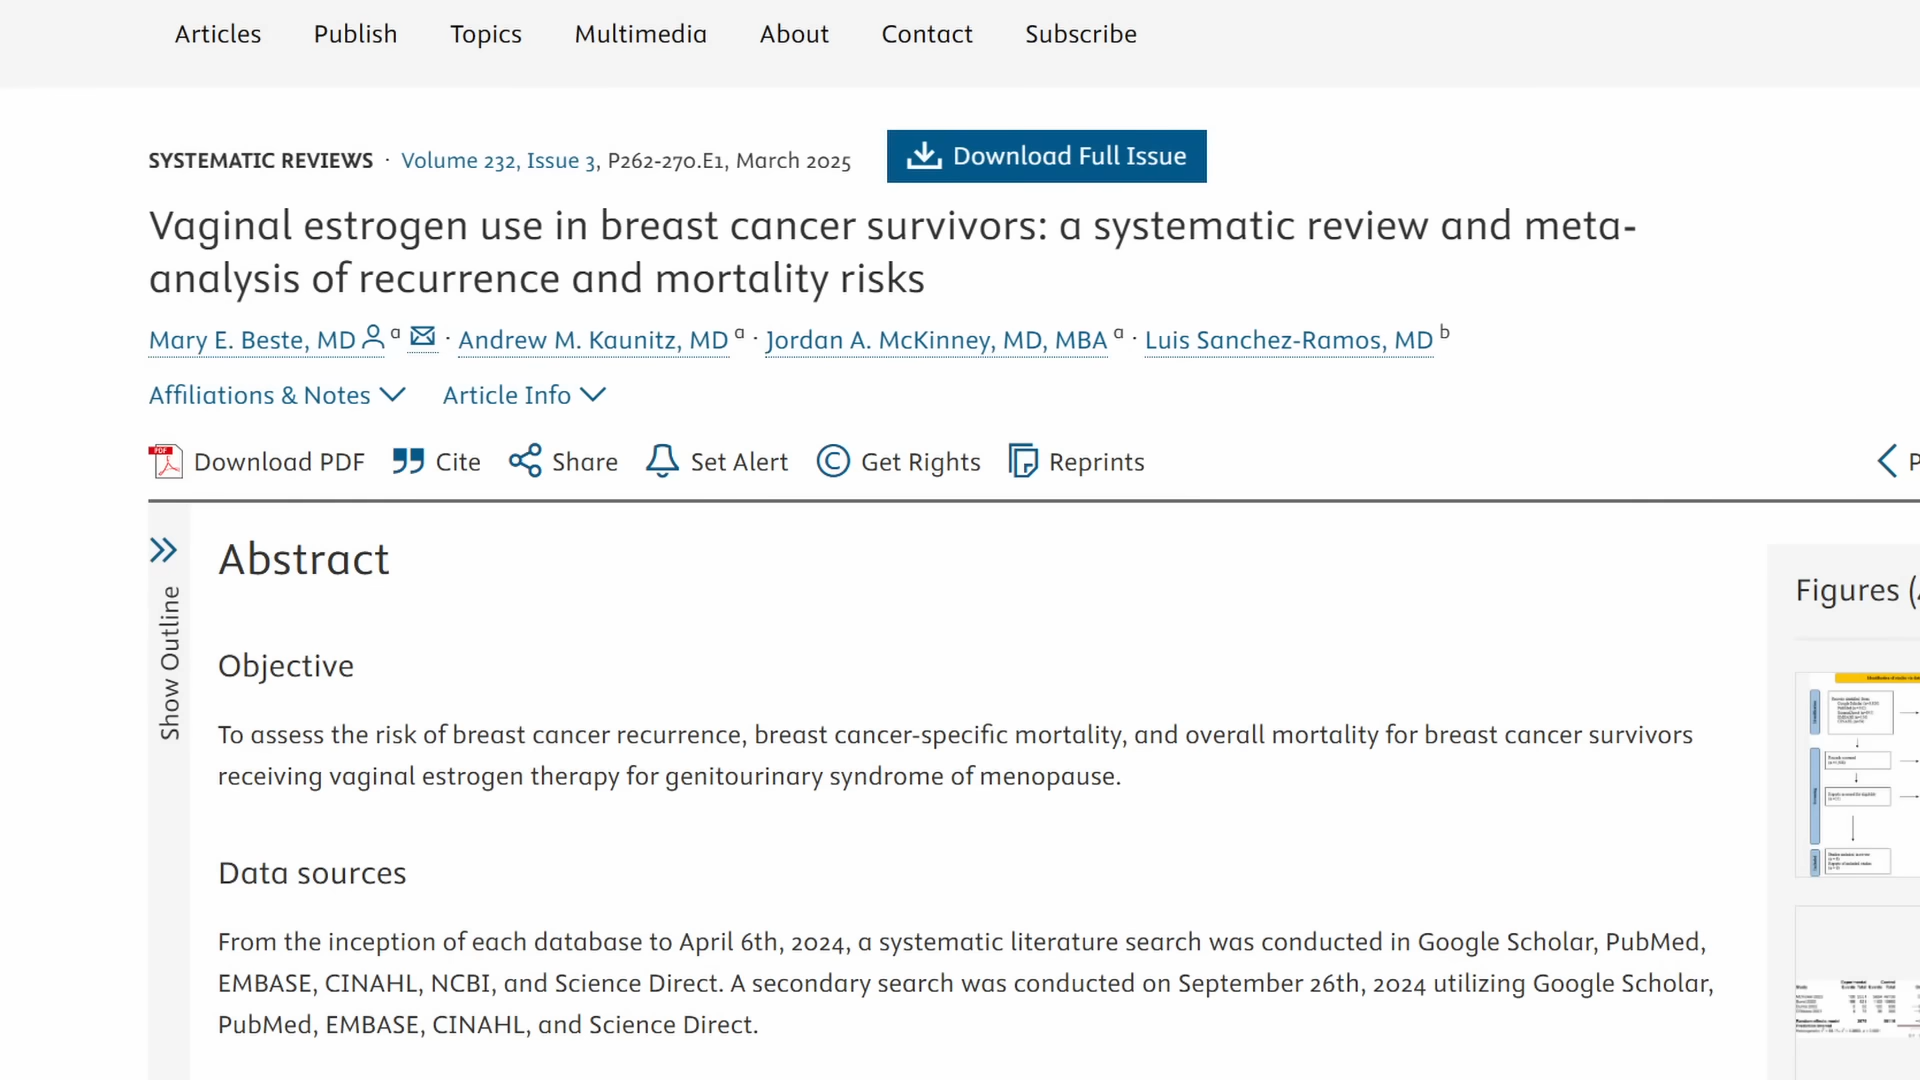 Articles Publish Topics Multimedia About Contact Subscribe
SYSTEMATIC REVIEWS · Volume 232, Issue 3, P262-270.E1, March 2025 Download Full Issue
Vaginal estrogen use in breast cancer survivors: a systematic review and meta-
analysis of recurrence and mortality risks
Mary E. Beste, MD a · Andrew M. Kaunitz, MD a · Jordan A. McKinney, MD, MBA a · Luis Sanchez-Ramos, MD b
Affiliations & Notes Article Info
PDF Download PDF Cite Share Set Alert Get Rights Reprints
Show Outline
Abstract
Figures (
Objective
To assess the risk of breast cancer recurrence, breast cancer-specific mortality, and overall mortality for breast cancer survivors
receiving vaginal estrogen therapy for genitourinary syndrome of menopause.
Data sources
From the inception of each database to April 6th, 2024, a systematic literature search was conducted in Google Scholar, PubMed,
EMBASE, CINAHL, NCBI, and Science Direct. A secondary search was conducted on September 26th, 2024 utilizing Google Scholar,
PubMed, EMBASE, CINAHL, and Science Direct.